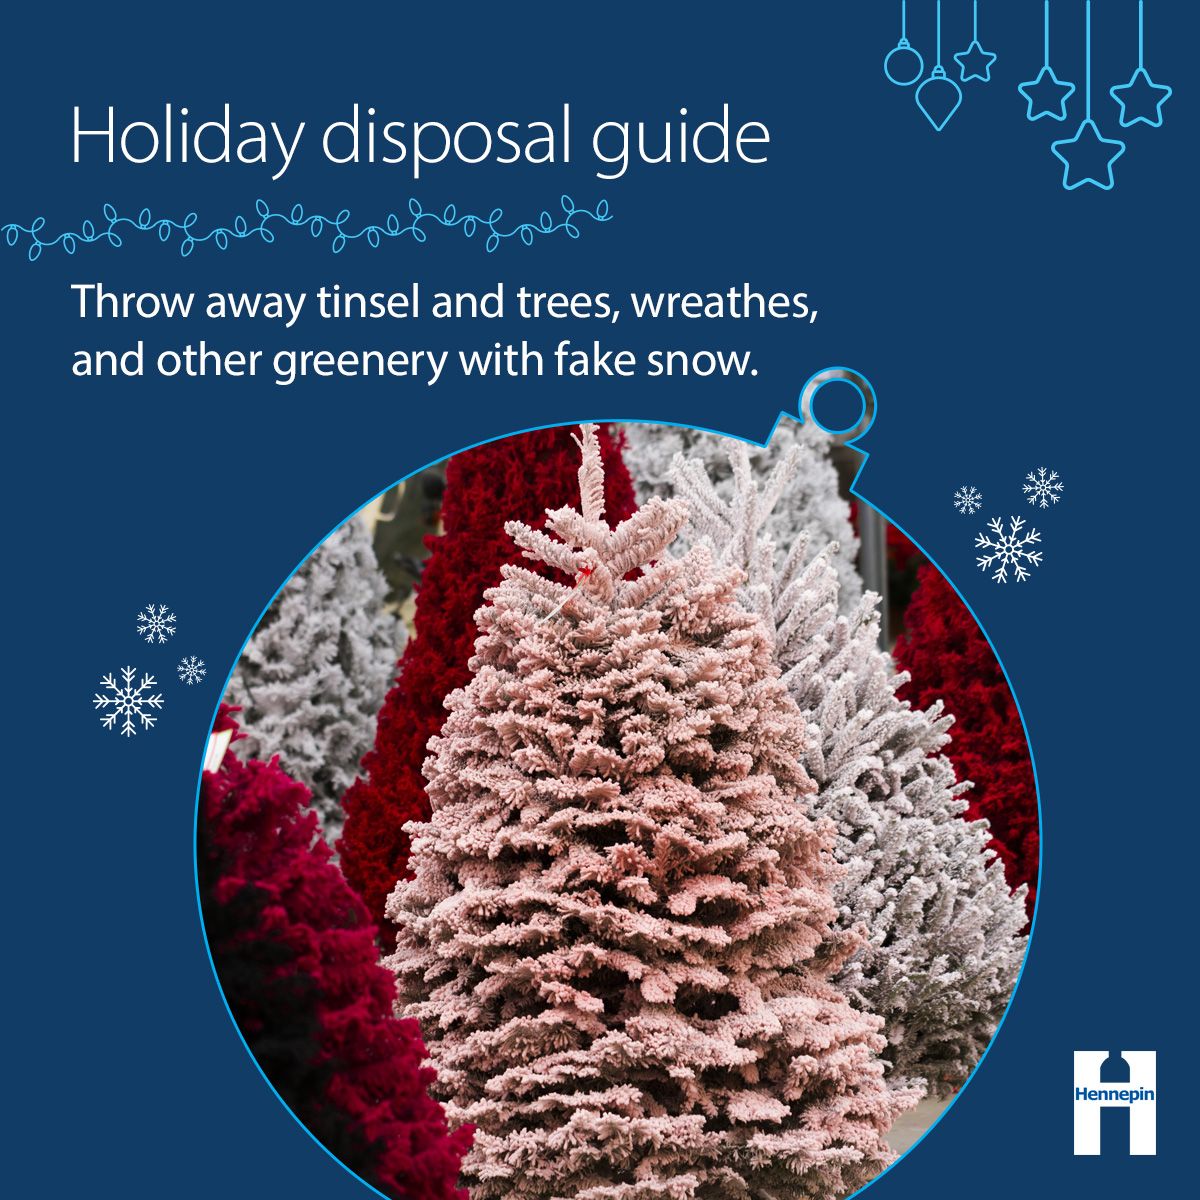 Holiday disposal guide
Throw away tinsel and trees, wreathes,
and other greenery with fake snow.
Hennepin